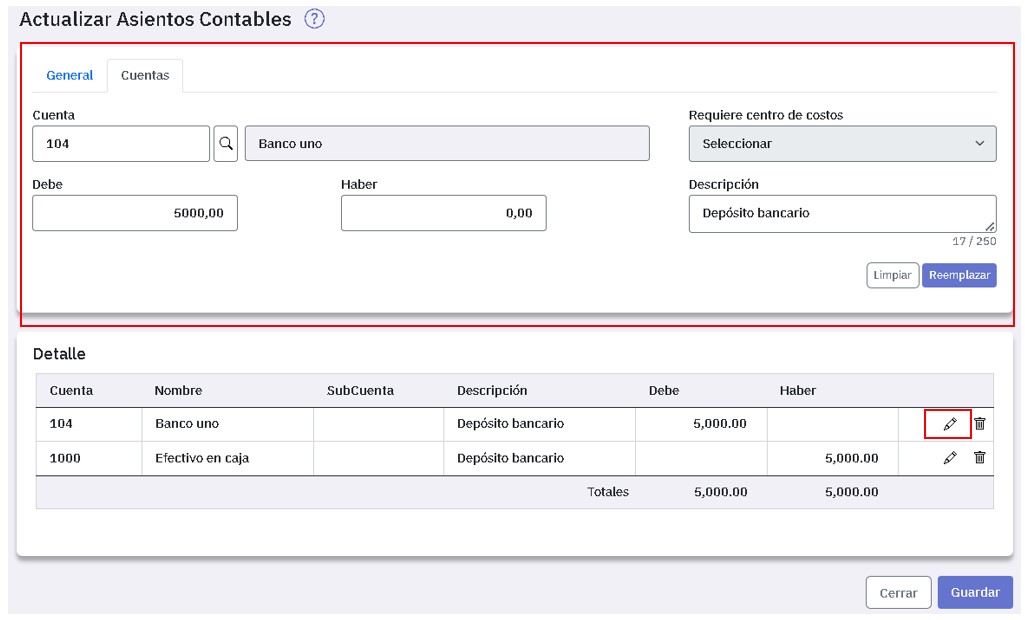 Actualizar Asientos Contables ?
General Cuentas
Cuenta Requiere centro de costos
104 Banco uno Seleccionar
Debe Haber Descripción
5000,00 0,00 Depósito bancario
17 / 250
Limpiar Reemplazar
Detalle
Cuenta Nombre SubCuenta Descripción Debe Haber
104 Banco uno Depósito bancario 5,000.00
1000 Efectivo en caja Depósito bancario 5,000.00
Totales 5,000.00 5,000.00
Cerrar Guardar